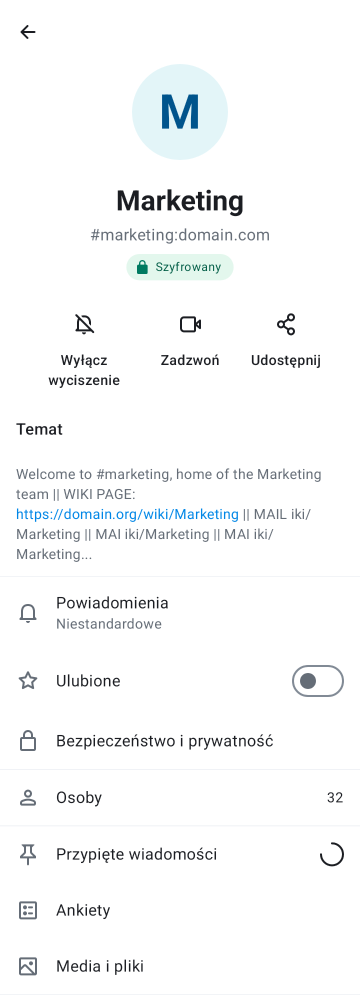 M
Marketing
#marketing:domain.com
Szyfrowany
Wyłącz
wyciszenie
Zadzwoń
Udostępnij
Temat
Welcome to #marketing, home of the Marketing
team || WIKI PAGE:
https://domain.org/wiki/Marketing || MAIL iki/
Marketing || MAI iki/Marketing || MAI iki/
Marketing...
Powiadomienia
Niestandardowe
Ulubione
Bezpieczeństwo i prywatność
Osoby 32
Przypięte wiadomości
Ankiety
Media i pliki